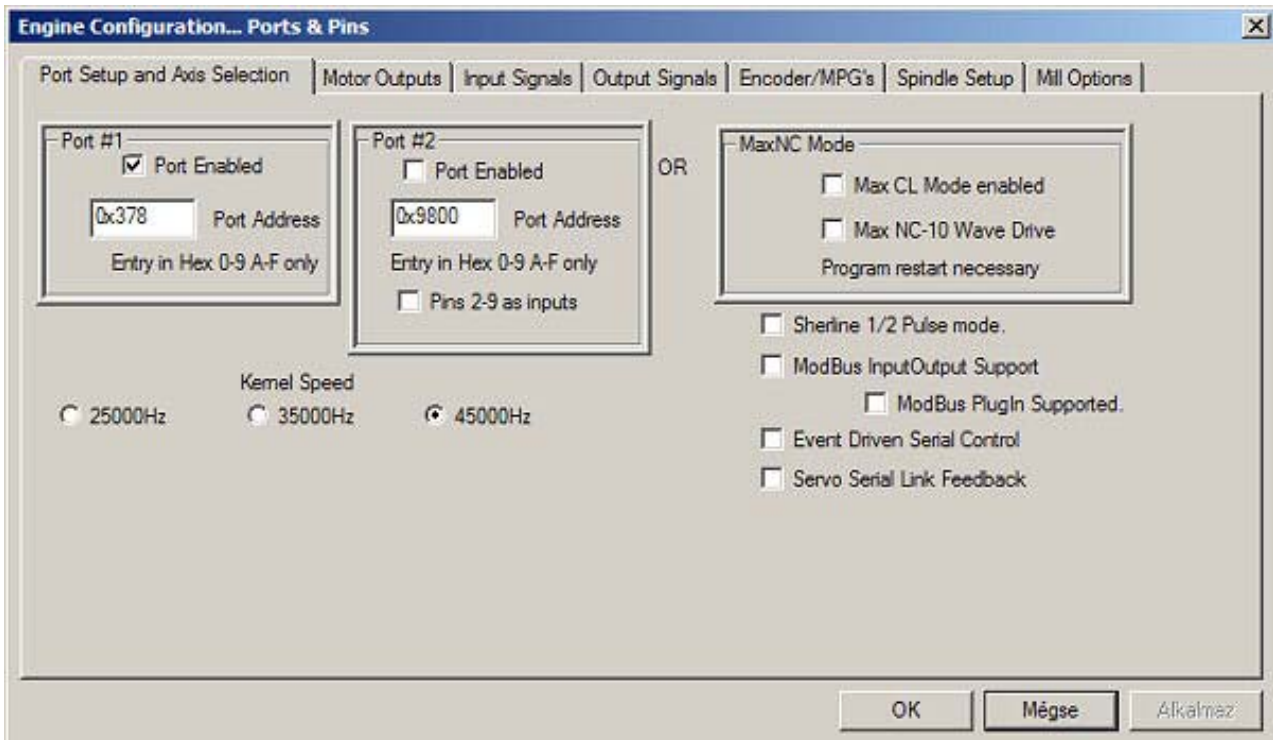 Engine Configuration... Ports & Pins
Port Setup and Axis Selection
Motor Outputs
Input Signals
Output Signals
Encoder/MPG's
Spindle Setup
Mill Options
Port #1
Port Enabled
0x378 Port Address
Entry in Hex 0-9 A-F only
Port #2
Port Enabled
0x9800 Port Address
Entry in Hex 0-9 A-F only
Pins 2-9 as inputs
OR
MaxNC Mode
Max CL Mode enabled
Max NC-10 Wave Drive
Program restart necessary
Sherline 1/2 Pulse mode.
ModBus InputOutput Support
ModBus PlugIn Supported.
Event Driven Serial Control
Servo Serial Link Feedback
Kernel Speed
25000Hz
35000Hz
45000Hz
OK
Mégse
Alkalmaz